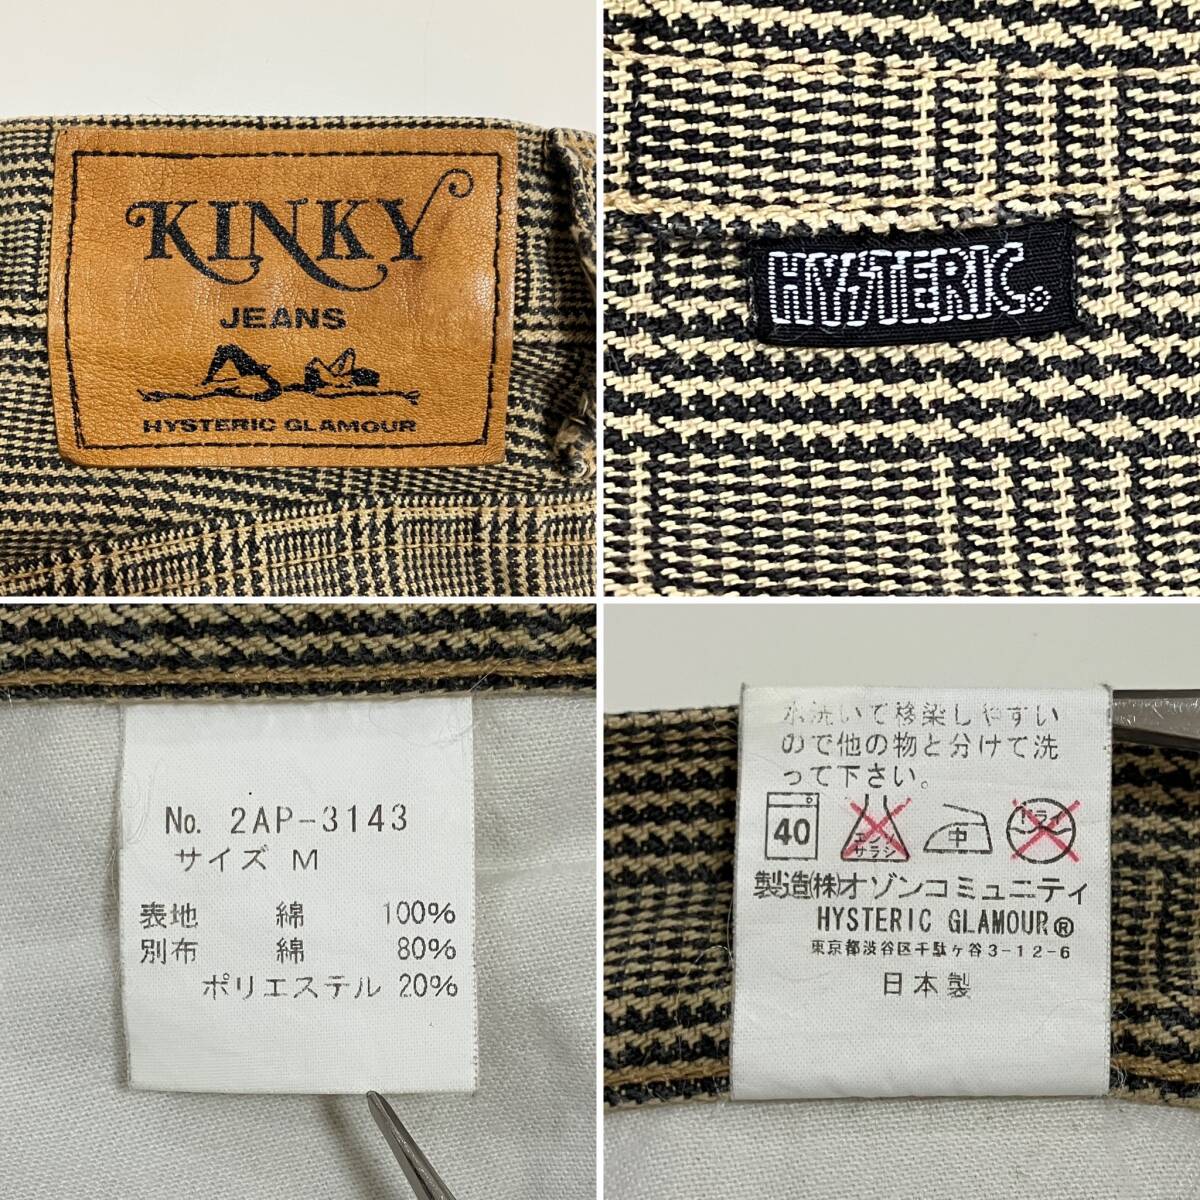 KINKY
JEANS
HYSTERIC GLAMOUR
HYSTERIC.
No. 2AP-3143
サイズ M
表地 綿 100%
別布 綿 80%
ポリエステル 20%
水洗いで移染しやすい
ので他の物と分けて洗
って下さい。
40 エンソ 中 ドライ
サラシ
製造(株)オゾンコミュニティ
HYSTERIC GLAMOUR®
東京都渋谷区千駄ヶ谷3-12-6
日本製